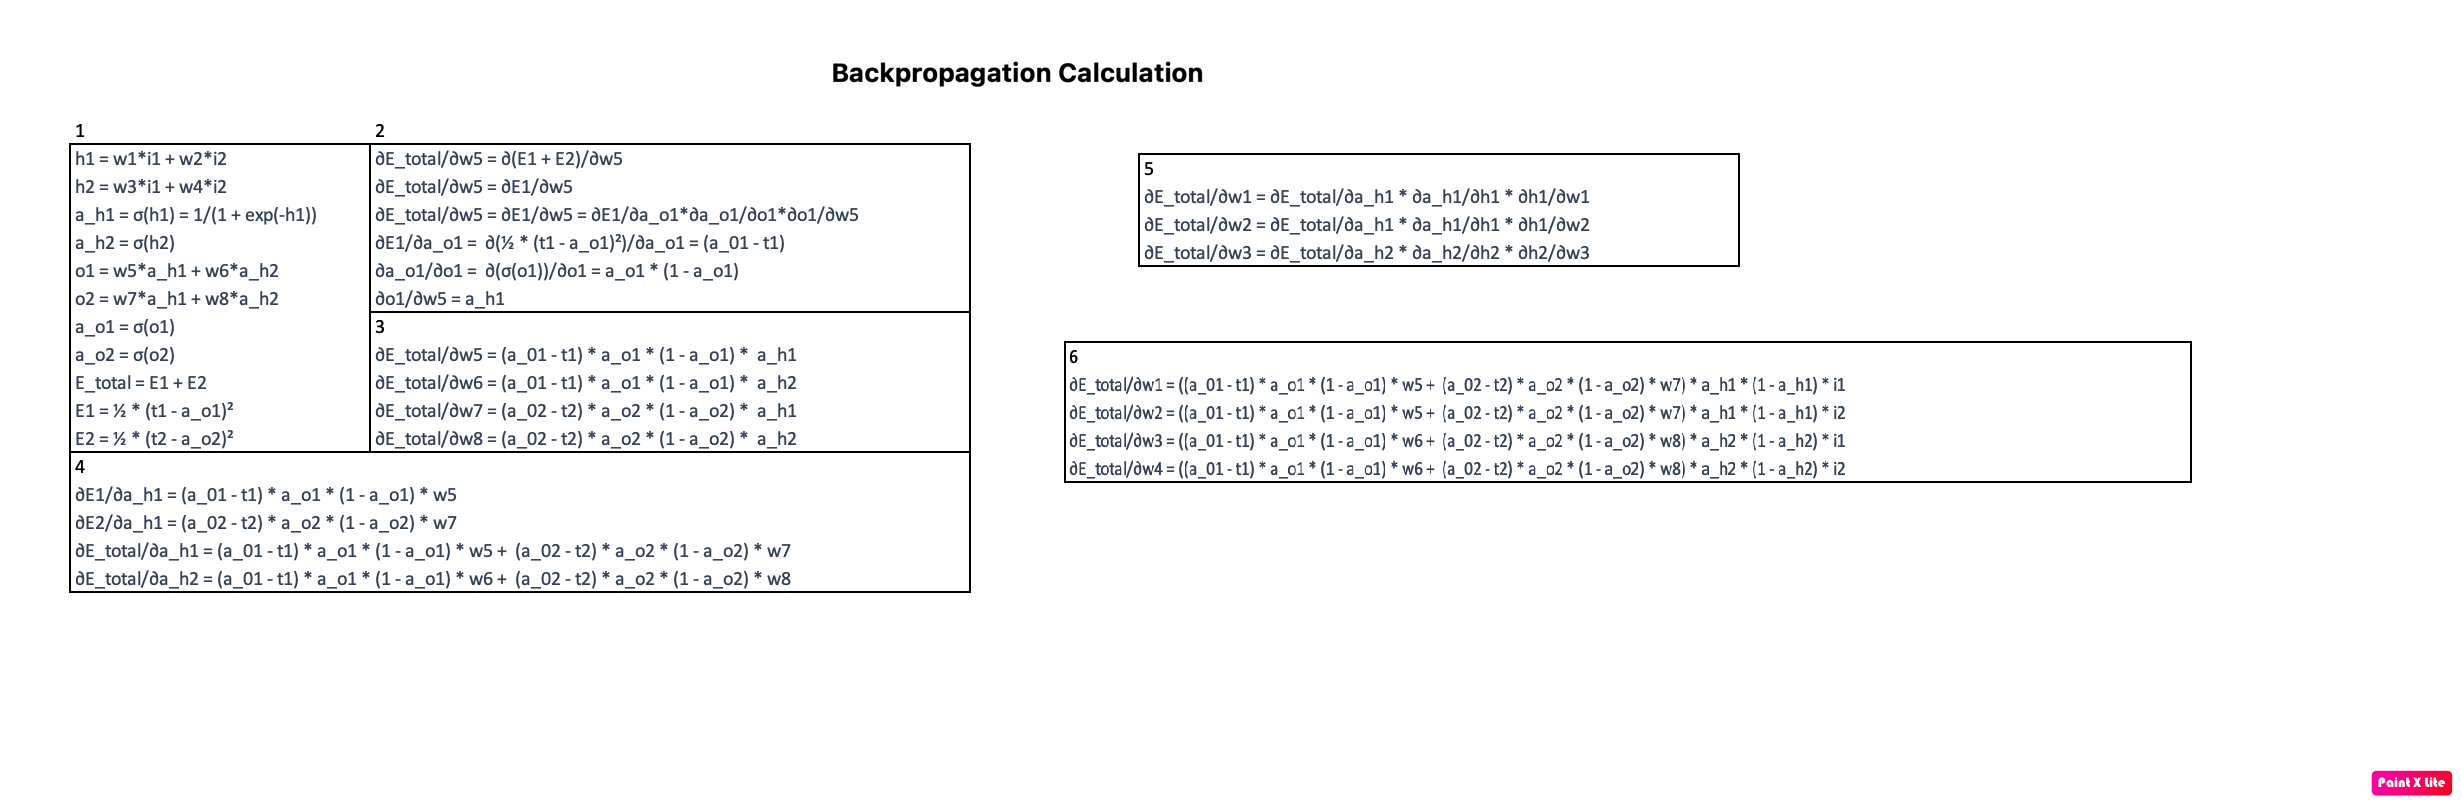 Backpropagation Calculation
1
h1 = w1*i1 + w2*i2
h2 = w3*i1 + w4*i2
a_h1 = σ(h1) = 1/(1 + exp(-h1))
a_h2 = σ(h2)
o1 = w5*a_h1 + w6*a_h2
o2 = w7*a_h1 + w8*a_h2
a_o1 = σ(o1)
a_o2 = σ(o2)
E_total = E1 + E2
E1 = ½ * (t1 - a_o1)²
E2 = ½ * (t2 - a_o2)²
2
∂E_total/∂w5 = ∂(E1 + E2)/∂w5
∂E_total/∂w5 = ∂E1/∂w5
∂E_total/∂w5 = ∂E1/∂w5 = ∂E1/∂a_o1*∂a_o1/∂o1*∂o1/∂w5
∂E1/∂a_o1 = ∂(½ * (t1 - a_o1)²)/∂a_o1 = (a_01 - t1)
∂a_o1/∂o1 = ∂(σ(o1))/∂o1 = a_o1 * (1 - a_o1)
∂o1/∂w5 = a_h1
3
∂E_total/∂w5 = (a_01 - t1) * a_o1 * (1 - a_o1) * a_h1
∂E_total/∂w6 = (a_01 - t1) * a_o1 * (1 - a_o1) * a_h2
∂E_total/∂w7 = (a_02 - t2) * a_o2 * (1 - a_o2) * a_h1
∂E_total/∂w8 = (a_02 - t2) * a_o2 * (1 - a_o2) * a_h2
4
∂E1/∂a_h1 = (a_01 - t1) * a_o1 * (1 - a_o1) * w5
∂E2/∂a_h1 = (a_02 - t2) * a_o2 * (1 - a_o2) * w7
∂E_total/∂a_h1 = (a_01 - t1) * a_o1 * (1 - a_o1) * w5 + (a_02 - t2) * a_o2 * (1 - a_o2) * w7
∂E_total/∂a_h2 = (a_01 - t1) * a_o1 * (1 - a_o1) * w6 + (a_02 - t2) * a_o2 * (1 - a_o2) * w8
5
∂E_total/∂w1 = ∂E_total/∂a_h1 * ∂a_h1/∂h1 * ∂h1/∂w1
∂E_total/∂w2 = ∂E_total/∂a_h1 * ∂a_h1/∂h1 * ∂h1/∂w2
∂E_total/∂w3 = ∂E_total/∂a_h2 * ∂a_h2/∂h2 * ∂h2/∂w3
6
∂E_total/∂w1 = ((a_01 - t1) * a_o1 * (1 - a_o1) * w5 + (a_02 - t2) * a_o2 * (1 - a_o2) * w7) * a_h1 * (1 - a_h1) * i1
∂E_total/∂w2 = ((a_01 - t1) * a_o1 * (1 - a_o1) * w5 + (a_02 - t2) * a_o2 * (1 - a_o2) * w7) * a_h1 * (1 - a_h1) * i2
∂E_total/∂w3 = ((a_01 - t1) * a_o1 * (1 - a_o1) * w6 + (a_02 - t2) * a_o2 * (1 - a_o2) * w8) * a_h2 * (1 - a_h2) * i1
∂E_total/∂w4 = ((a_01 - t1) * a_o1 * (1 - a_o1) * w6 + (a_02 - t2) * a_o2 * (1 - a_o2) * w8) * a_h2 * (1 - a_h2) * i2
Paint X Lite